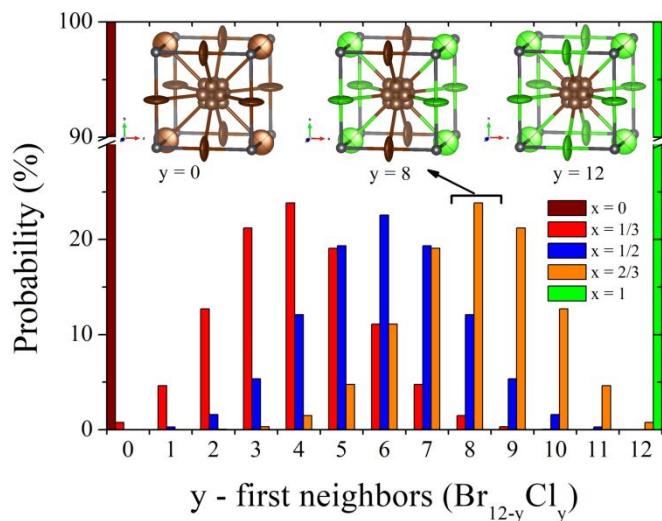 100
90
20
10
0
Probability (%)
y = 0
y = 8
y = 12
x = 0
x = 1/3
x = 1/2
x = 2/3
x = 1
0 1 2 3 4 5 6 7 8 9 10 11 12
y - first neighbors (Br12-yCly)